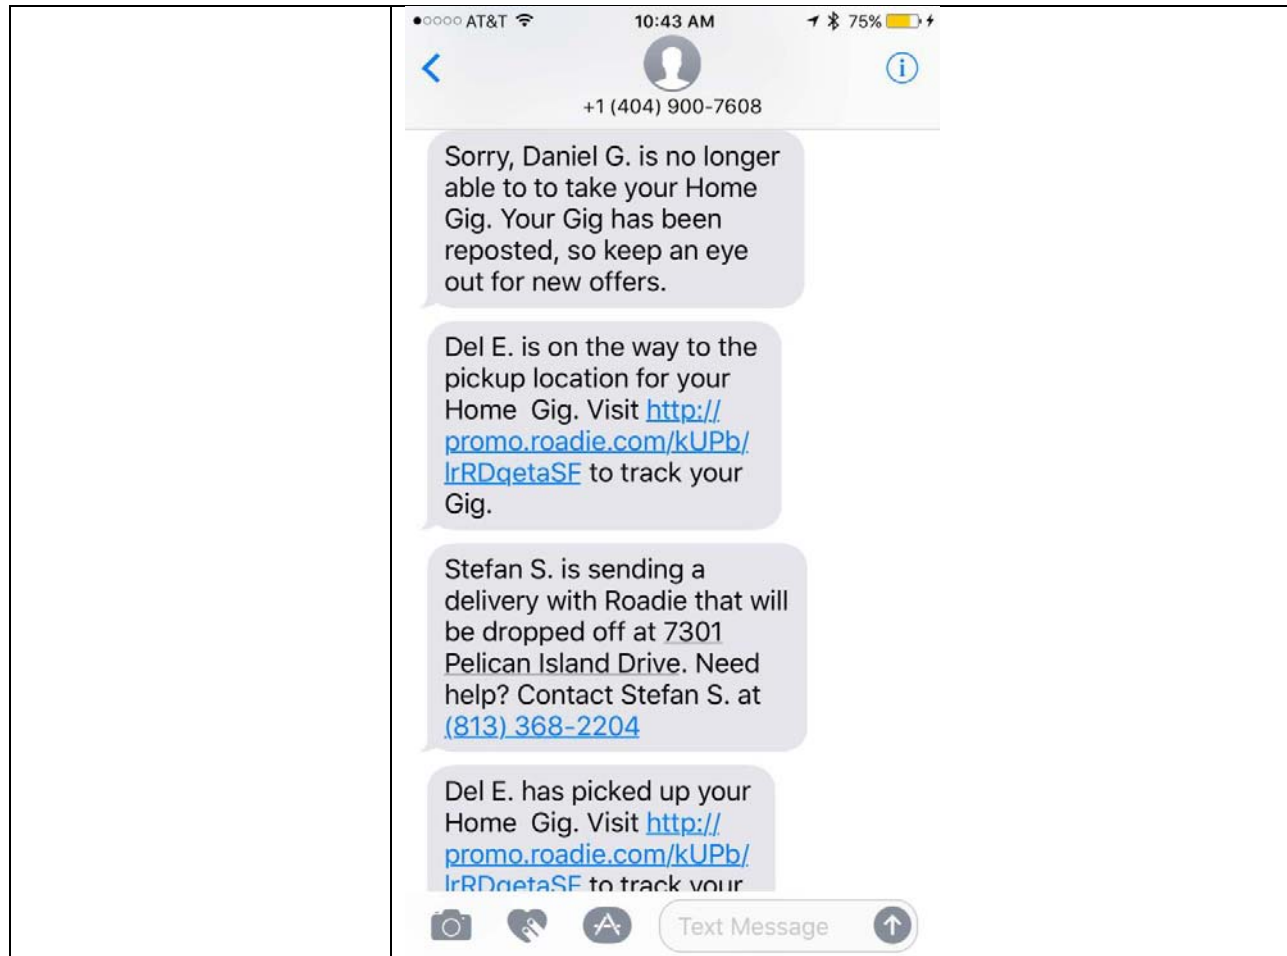 AT&T 10:43 AM 75%
+1 (404) 900-7608
Sorry, Daniel G. is no longer
able to to take your Home
Gig. Your Gig has been
reposted, so keep an eye
out for new offers.
Del E. is on the way to the
pickup location for your
Home  Gig. Visit http://
promo.roadie.com/kUPb/
lrRDqetaSF to track your
Gig.
Stefan S. is sending a
delivery with Roadie that will
be dropped off at 7301
Pelican Island Drive. Need
help? Contact Stefan S. at
(813) 368-2204
Del E. has picked up your
Home  Gig. Visit http://
promo.roadie.com/kUPb/
lrRDqetaSF to track your
Text Message